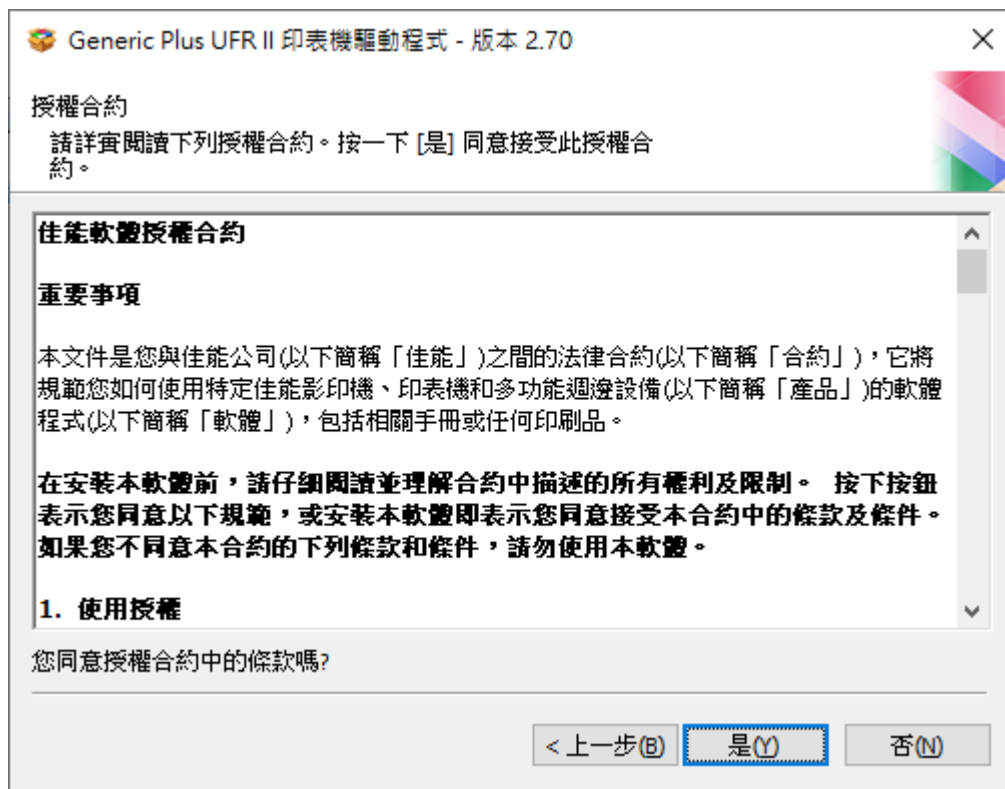 Generic Plus UFR II 印表機驅動程式 - 版本 2.70
授權合約
請詳實閱讀下列授權合約。按一下 [是] 同意接受此授權合
約。
佳能軟體授權合約
重要事項
本文件是您與佳能公司(以下簡稱「佳能」)之間的法律合約(以下簡稱「合約」)，它將
規範您如何使用特定佳能影印機、印表機和多功能週邊設備(以下簡稱「產品」)的軟體
程式(以下簡稱「軟體」)，包括相關手冊或任何印刷品。
在安裝本軟體前，請仔細閱讀並理解合約中描述的所有權利及限制。 按下按鈕
表示您同意以下規範，或安裝本軟體即表示您同意接受本合約中的條款及條件。
如果您不同意本合約的下列條款和條件，請勿使用本軟體。
1. 使用授權
您同意授權合約中的條款嗎?
< 上一步(B) 是(Y) 否(N)